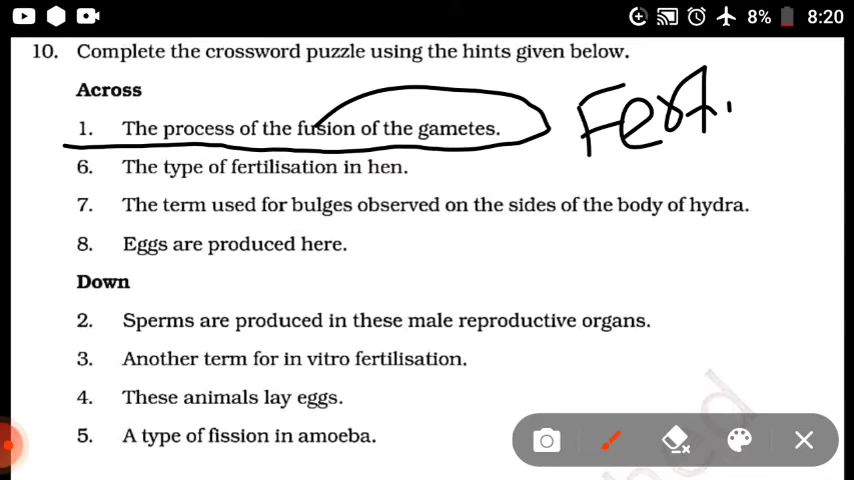 8% 8:20
10. Complete the crossword puzzle using the hints given below.
Across
1. The process of the fusion of the gametes. Fert.
6. The type of fertilisation in hen.
7. The term used for bulges observed on the sides of the body of hydra.
8. Eggs are produced here.
Down
2. Sperms are produced in these male reproductive organs.
3. Another term for in vitro fertilisation.
4. These animals lay eggs.
5. A type of fission in amoeba.